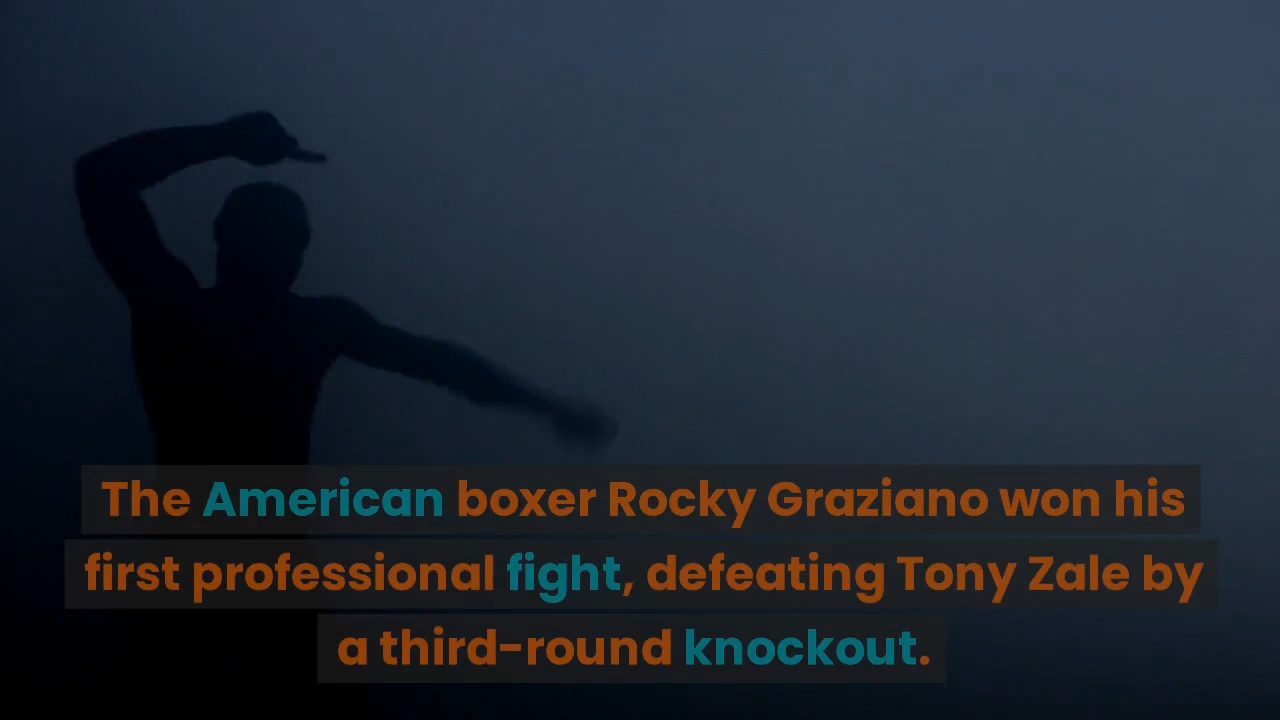 The American boxer Rocky Graziano won his
first professional fight, defeating Tony Zale by
a third-round knockout.